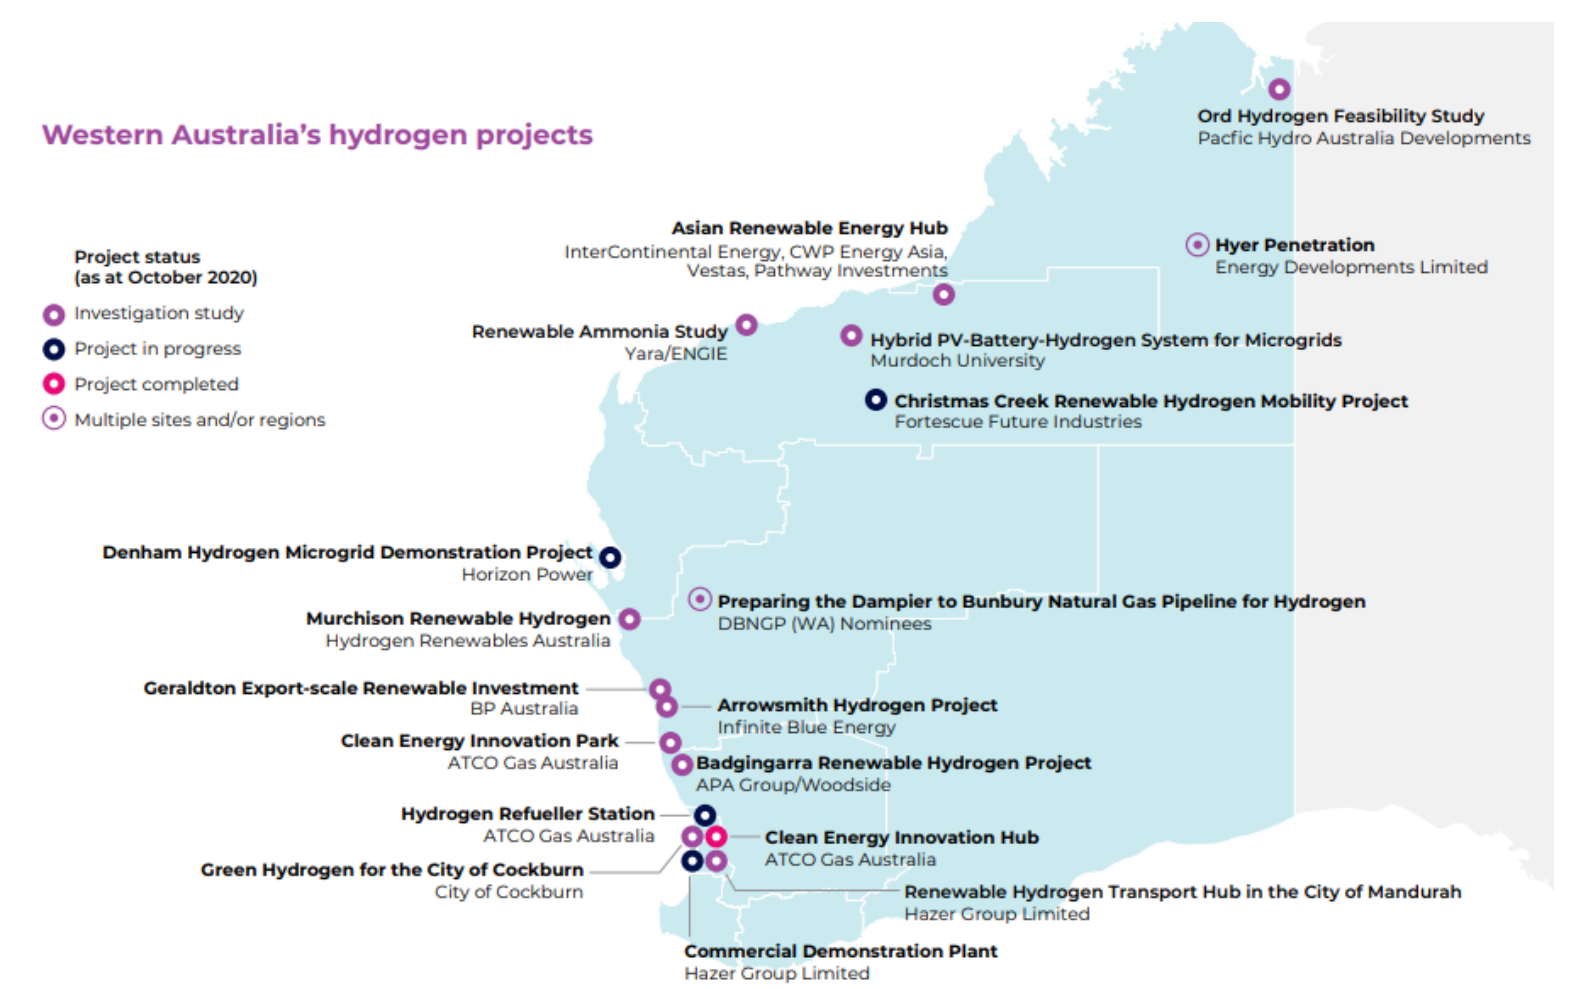 Western Australia's hydrogen projects
Project status
(as at October 2020)
Investigation study
Project in progress
Project completed
Multiple sites and/or regions
Ord Hydrogen Feasibility Study
Pacfic Hydro Australia Developments
Asian Renewable Energy Hub
InterContinental Energy, CWP Energy Asia,
Vestas, Pathway Investments
Hyer Penetration
Energy Developments Limited
Renewable Ammonia Study
Yara/ENGIE
Hybrid PV-Battery-Hydrogen System for Microgrids
Murdoch University
Christmas Creek Renewable Hydrogen Mobility Project
Fortescue Future Industries
Denham Hydrogen Microgrid Demonstration Project
Horizon Power
Preparing the Dampier to Bunbury Natural Gas Pipeline for Hydrogen
DBNGP (WA) Nominees
Murchison Renewable Hydrogen
Hydrogen Renewables Australia
Geraldton Export-scale Renewable Investment
BP Australia
Arrowsmith Hydrogen Project
Infinite Blue Energy
Clean Energy Innovation Park
ATCO Gas Australia
Badgingarra Renewable Hydrogen Project
APA Group/Woodside
Hydrogen Refueller Station
ATCO Gas Australia
Clean Energy Innovation Hub
ATCO Gas Australia
Green Hydrogen for the City of Cockburn
City of Cockburn
Renewable Hydrogen Transport Hub in the City of Mandurah
Hazer Group Limited
Commercial Demonstration Plant
Hazer Group Limited